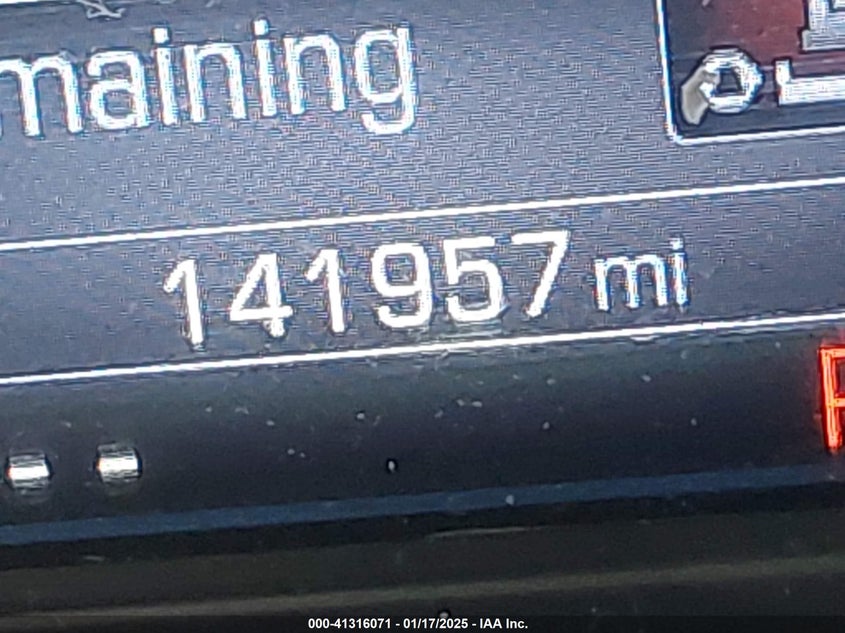 maining
141957 mi
000-41316071 - 01/17/2025 - IAA Inc.